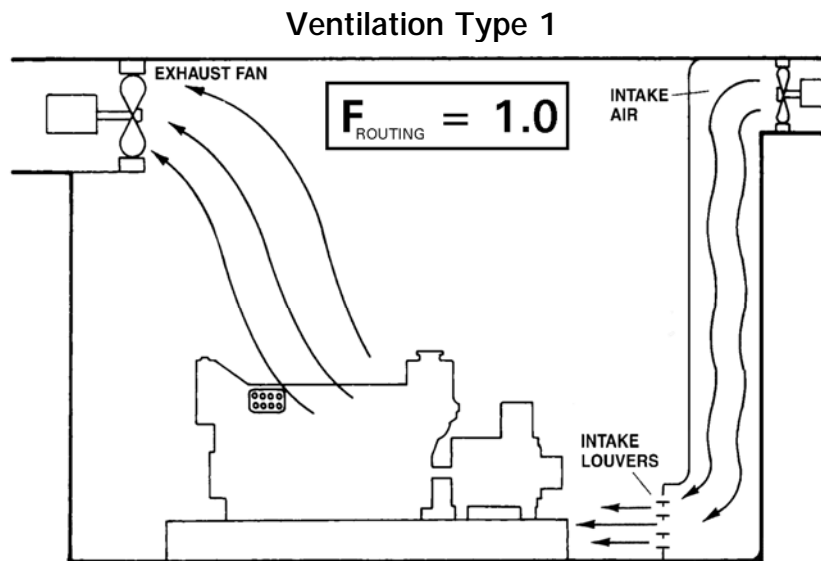 Ventilation Type 1
EXHAUST FAN
F ROUTING = 1.0
INTAKE
AIR
INTAKE
LOUVERS